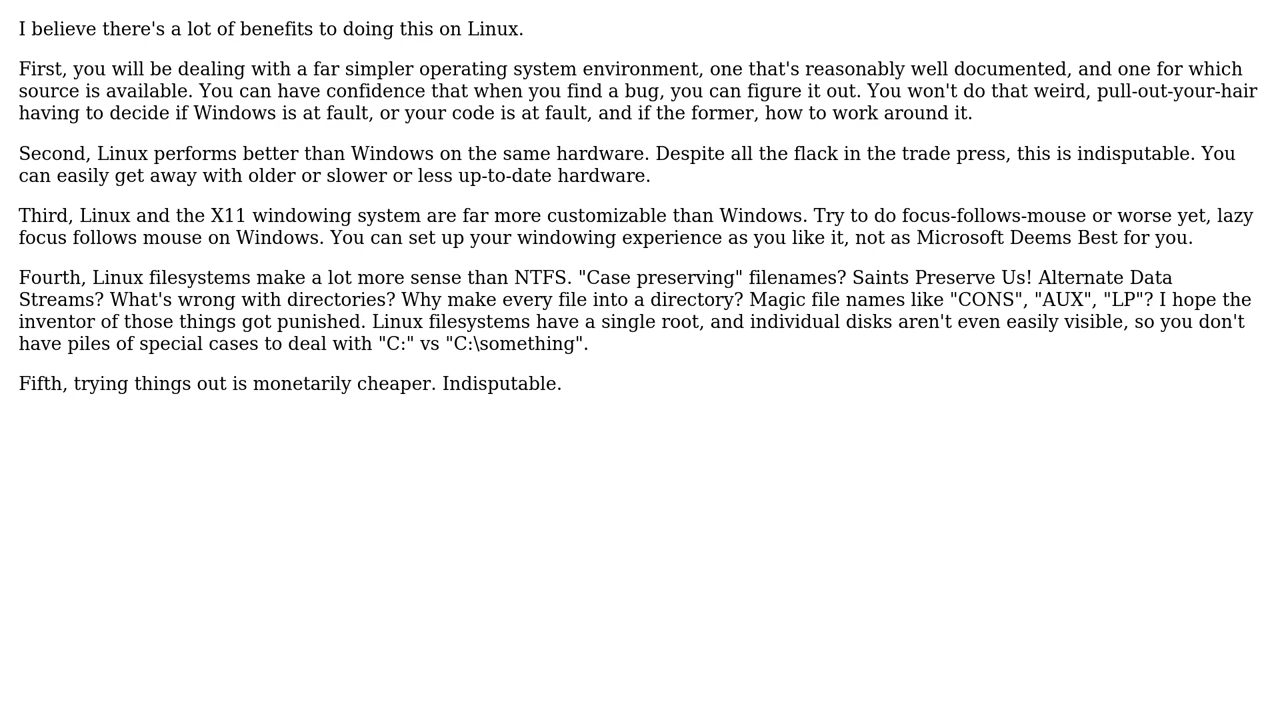 I believe there's a lot of benefits to doing this on Linux.
First, you will be dealing with a far simpler operating system environment, one that's reasonably well documented, and one for which
source is available. You can have confidence that when you find a bug, you can figure it out. You won't do that weird, pull-out-your-hair
having to decide if Windows is at fault, or your code is at fault, and if the former, how to work around it.
Second, Linux performs better than Windows on the same hardware. Despite all the flack in the trade press, this is indisputable. You
can easily get away with older or slower or less up-to-date hardware.
Third, Linux and the X11 windowing system are far more customizable than Windows. Try to do focus-follows-mouse or worse yet, lazy
focus follows mouse on Windows. You can set up your windowing experience as you like it, not as Microsoft Deems Best for you.
Fourth, Linux filesystems make a lot more sense than NTFS. "Case preserving" filenames? Saints Preserve Us! Alternate Data
Streams? What's wrong with directories? Why make every file into a directory? Magic file names like "CONS", "AUX", "LP"? I hope the
inventor of those things got punished. Linux filesystems have a single root, and individual disks aren't even easily visible, so you don't
have piles of special cases to deal with "C:" vs "C:\something".
Fifth, trying things out is monetarily cheaper. Indisputable.